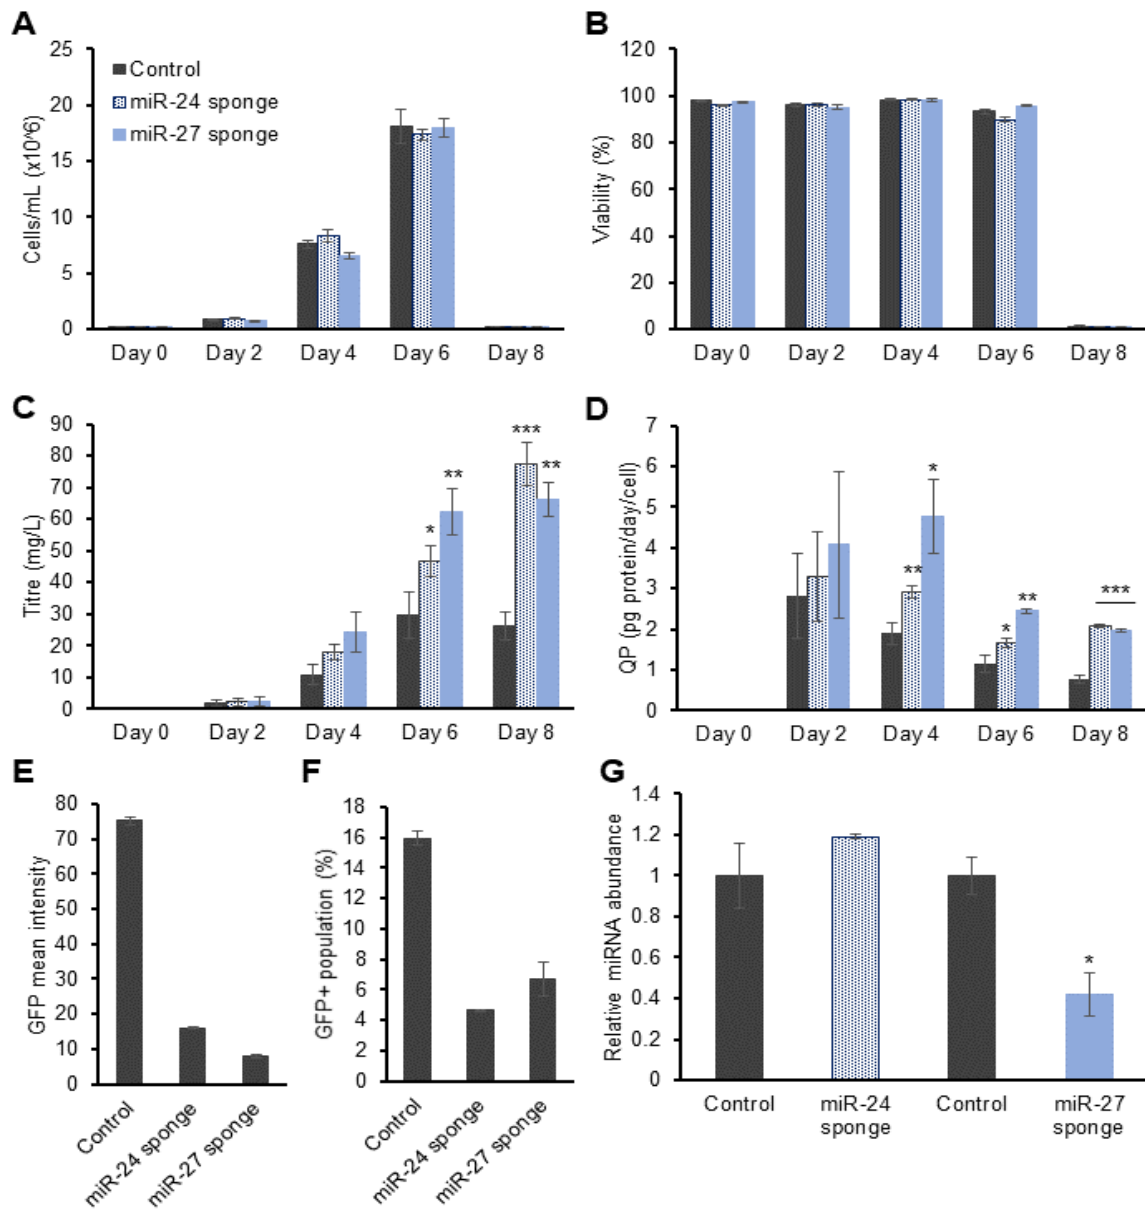 A
Cells/mL (x10^6)
25
20
15
10
5
0
Control
miR-24 sponge
miR-27 sponge
Day 0 Day 2 Day 4 Day 6 Day 8
B
Viability (%)
120
100
80
60
40
20
0
Day 0 Day 2 Day 4 Day 6 Day 8
C
Titre (mg/L)
90
80
70
60
50
40
30
20
10
0
* ** *** **
Day 0 Day 2 Day 4 Day 6 Day 8
D
QP (pg protein/day/cell)
7
6
5
4
3
2
1
0
** * * ** ***
Day 0 Day 2 Day 4 Day 6 Day 8
E
GFP mean intensity
80
70
60
50
40
30
20
10
0
Control
miR-24 sponge
miR-27 sponge
F
GFP+ population (%)
18
16
14
12
10
8
6
4
2
0
Control
miR-24 sponge
miR-27 sponge
G
Relative miRNA abundance
1.4
1.2
1
0.8
0.6
0.4
0.2
0
*
Control miR-24 Control miR-27
sponge sponge